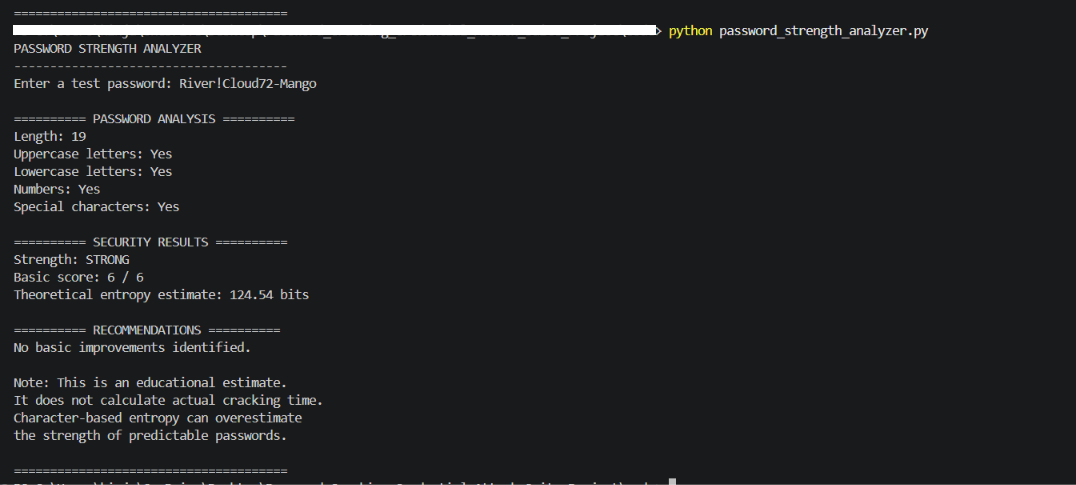 ======================================
> python password_strength_analyzer.py
PASSWORD STRENGTH ANALYZER
--------------------------------------
Enter a test password: River!Cloud72-Mango

========== PASSWORD ANALYSIS ==========
Length: 19
Uppercase letters: Yes
Lowercase letters: Yes
Numbers: Yes
Special characters: Yes

========== SECURITY RESULTS ==========
Strength: STRONG
Basic score: 6 / 6
Theoretical entropy estimate: 124.54 bits

========== RECOMMENDATIONS ==========
No basic improvements identified.

Note: This is an educational estimate.
It does not calculate actual cracking time.
Character-based entropy can overestimate
the strength of predictable passwords.

======================================